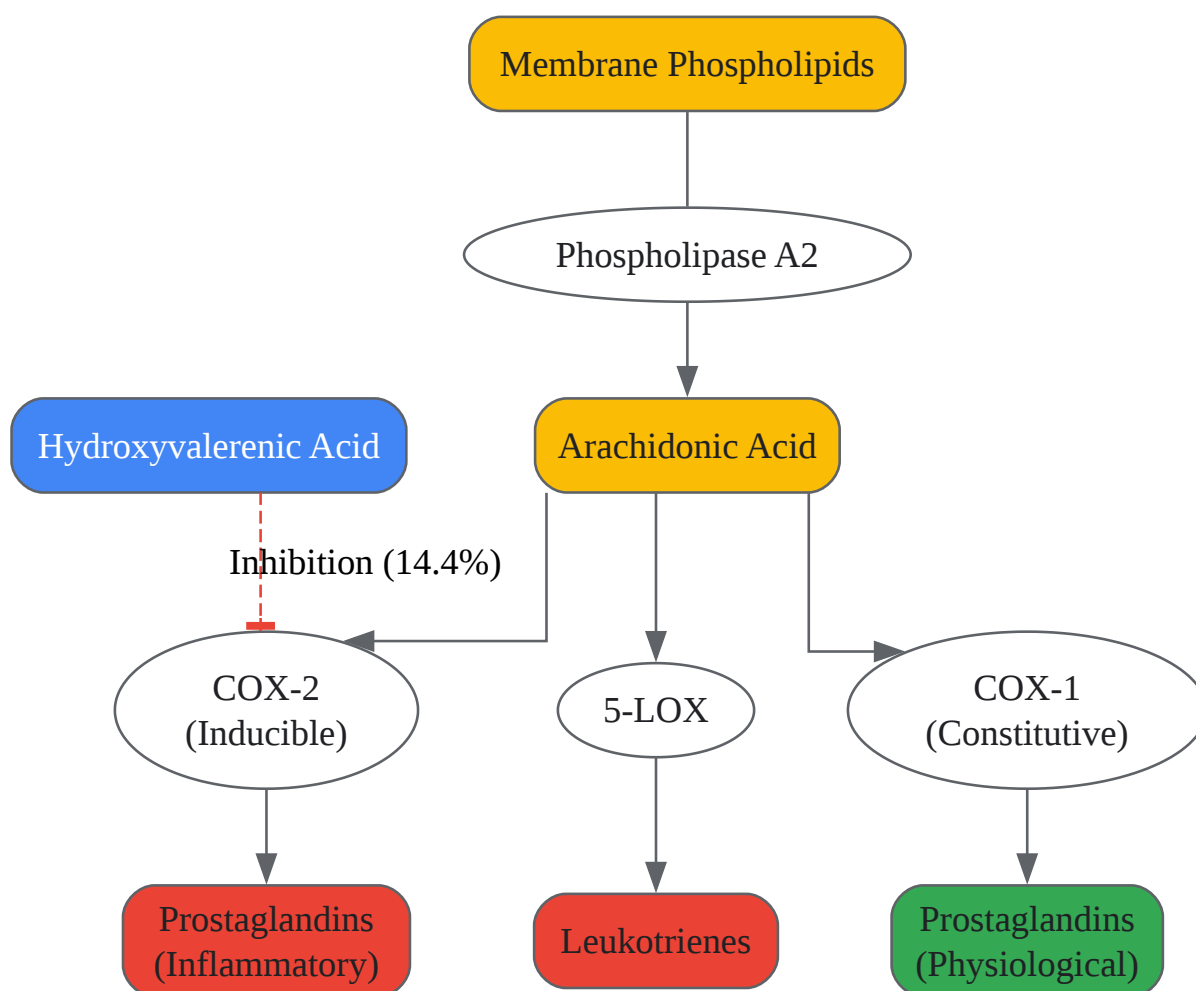 Membrane Phospholipids
Phospholipase A2
Hydroxyvalerenic Acid
Arachidonic Acid
Inhibition (14.4%)
COX-2
(Inducible)
5-LOX
COX-1
(Constitutive)
Prostaglandins
(Inflammatory)
Leukotrienes
Prostaglandins
(Physiological)